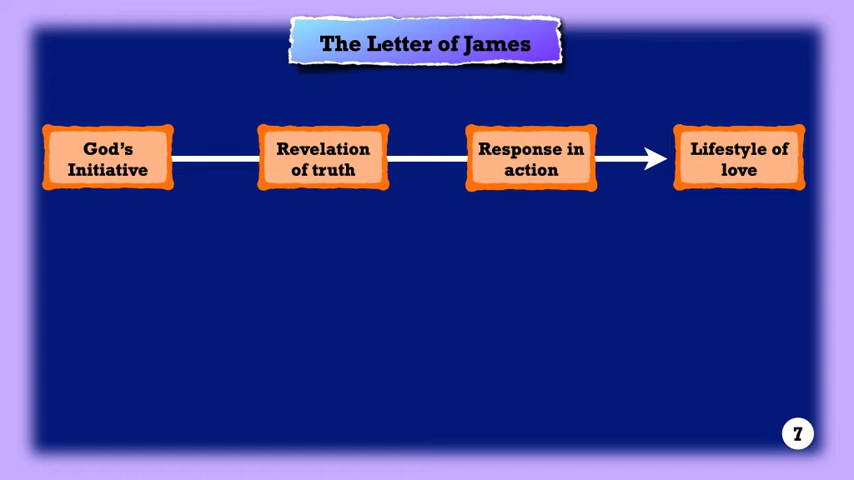 The Letter of James
God's
Initiative
Revelation
of truth
Response in
action
Lifestyle of
love
7